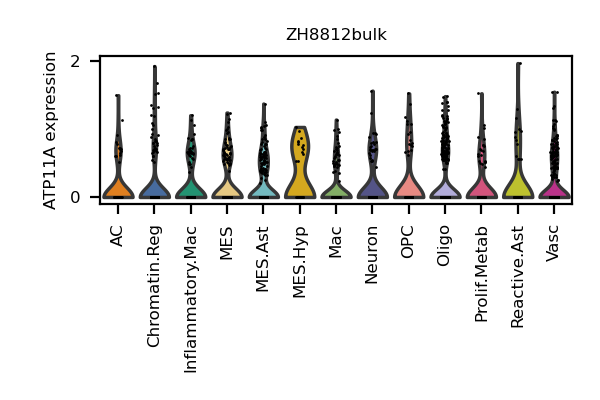 ZH8812bulk
ATP11A expression
2
0
AC
Chromatin.Reg
Inflammatory.Mac
MES
MES.Ast
MES.Hyp
Mac
Neuron
OPC
Oligo
Prolif.Metab
Reactive.Ast
Vasc